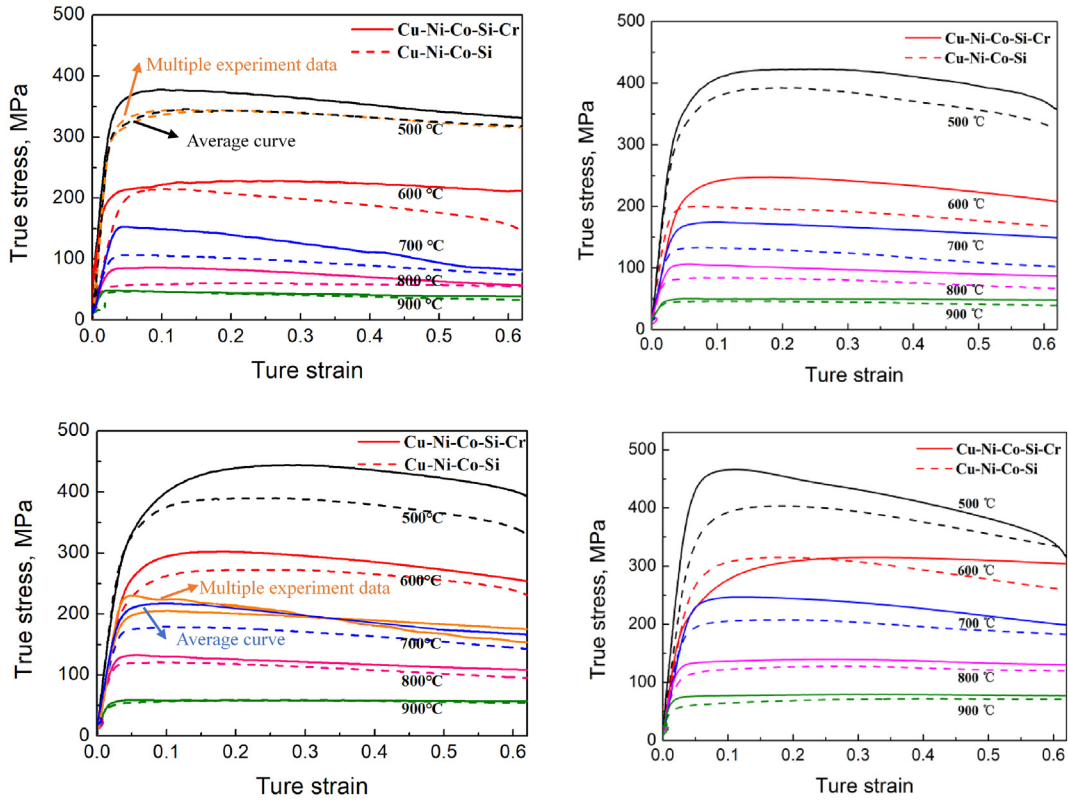 500
400
300
200
100
0
True stress, MPa
Cu-Ni-Co-Si-Cr
Cu-Ni-Co-Si
Multiple experiment data
Average curve
500 °C
600 °C
700 °C
800 °C
900 °C
0.0 0.1 0.2 0.3 0.4 0.5 0.6
Ture strain
500
400
300
200
100
0
True stress, MPa
Cu-Ni-Co-Si-Cr
Cu-Ni-Co-Si
500 ℃
600 ℃
700 ℃
800 ℃
900 ℃
0.0 0.1 0.2 0.3 0.4 0.5 0.6
Ture strain
500
400
300
200
100
0
True stress, MPa
Cu-Ni-Co-Si-Cr
Cu-Ni-Co-Si
500°C
600°C
Multiple experiment data
Average curve
700°C
800°C
900°C
0.0 0.1 0.2 0.3 0.4 0.5 0.6
Ture strain
500
400
300
200
100
0
True stress, MPa
Cu-Ni-Co-Si-Cr
Cu-Ni-Co-Si
500 ℃
600 ℃
700 ℃
800 ℃
900 ℃
0.0 0.1 0.2 0.3 0.4 0.5 0.6
Ture strain